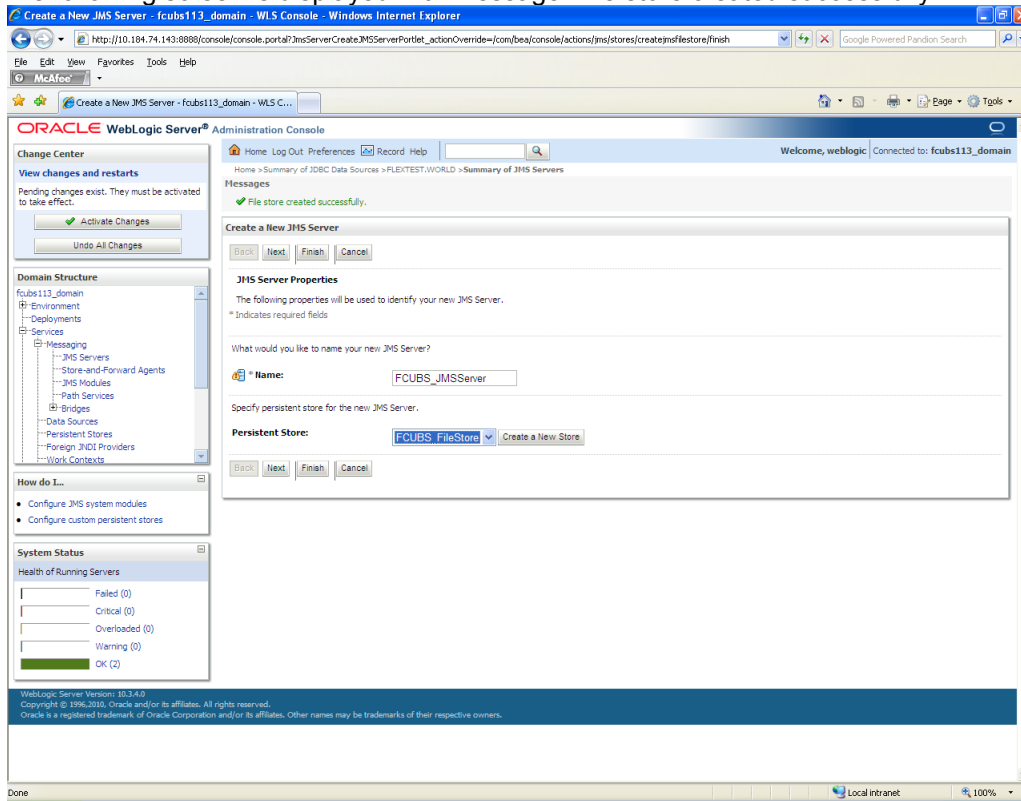 Create a New JMS Server - fcubs113_domain - WLS Console - Windows Internet Explorer
http://10.184.74.143:8888/console/console.portal?JmsServerCreateJMSServerPortlet_actionOverride=/com/bea/console/actions/jms/stores/createjmsfilestore/finish
Google Powered Pandion Search
File Edit View Favorites Tools Help
McAfee
Create a New JMS Server - fcubs113_domain - WLS C...
Page Tools
ORACLE WebLogic Server® Administration Console
Change Center
View changes and restarts
Pending changes exist. They must be activated
to take effect.
Activate Changes
Undo All Changes
Domain Structure
fcubs113_domain
Environment
Deployments
Services
Messaging
JMS Servers
Store-and-Forward Agents
JMS Modules
Path Services
Bridges
Data Sources
Persistent Stores
Foreign JNDI Providers
Work Contexts
How do I...
Configure JMS system modules
Configure custom persistent stores
System Status
Health of Running Servers
Failed (0)
Critical (0)
Overloaded (0)
Warning (0)
OK (2)
Home Log Out Preferences Record Help
Welcome, weblogic Connected to: fcubs113_domain
Home >Summary of JDBC Data Sources >FLEXTEST.WORLD >Summary of JMS Servers
Messages
File store created successfully.
Create a New JMS Server
Back Next Finish Cancel
JMS Server Properties
The following properties will be used to identify your new JMS Server.
* Indicates required fields
What would you like to name your new JMS Server?
* Name: FCUBS_JMSServer
Specify persistent store for the new JMS Server.
Persistent Store: FCUBS_FileStore Create a New Store
Back Next Finish Cancel
WebLogic Server Version: 10.3.4.0
Copyright © 1996,2010, Oracle and/or its affiliates. All rights reserved.
Oracle is a registered trademark of Oracle Corporation and/or its affiliates. Other names may be trademarks of their respective owners.
Done
Local intranet
100%